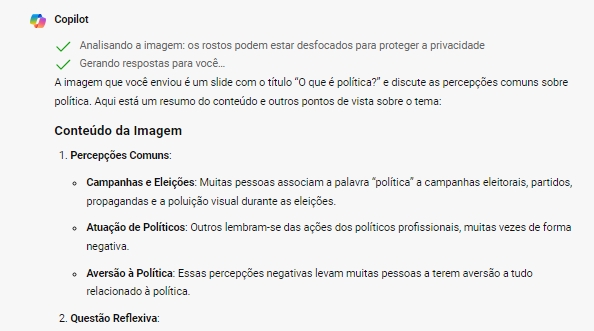 Copilot
Analisando a imagem: os rostos podem estar desfocados para proteger a privacidade
Gerando respostas para você...
A imagem que você enviou é um slide com o título “O que é política?” e discute as percepções comuns sobre
política. Aqui está um resumo do conteúdo e outros pontos de vista sobre o tema:
Conteúdo da Imagem
1. Percepções Comuns:
Campanhas e Eleições: Muitas pessoas associam a palavra “política” a campanhas eleitorais, partidos,
propagandas e a poluição visual durante as eleições.
Atuação de Políticos: Outros lembram-se das ações dos políticos profissionais, muitas vezes de forma
negativa.
Aversão à Política: Essas percepções negativas levam muitas pessoas a terem aversão a tudo
relacionado à política.
2. Questão Reflexiva: